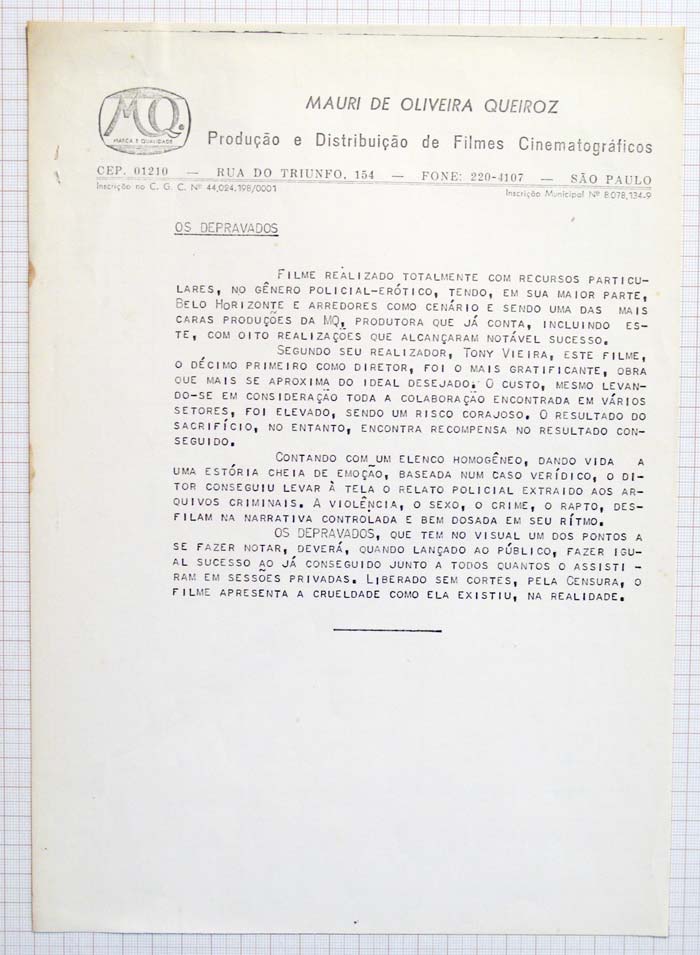 MQ.
MARCA E QUALIDADE
MAURI DE OLIVEIRA QUEIROZ
Produção e Distribuição de Filmes Cinematográficos
CEP. 01210 — RUA DO TRIUNFO, 154 — FONE: 220-4107 — SÃO PAULO
Inscrição no C. G. C. Nº 44,024,198/0001
Inscrição Municipal Nº 8.078,134-9
OS DEPRAVADOS
FILME REALIZADO TOTALMENTE COM RECURSOS PARTICU-
LARES, NO GÊNERO POLICIAL-ERÓTICO, TENDO, EM SUA MAIOR PARTE,
BELO HORIZONTE E ARREDORES COMO CENÁRIO E SENDO UMA DAS MAIS
CARAS PRODUÇÕES DA MQ, PRODUTORA QUE JÁ CONTA, INCLUINDO ES-
TE, COM OITO REALIZAÇÕES QUE ALCANÇARAM NOTÁVEL SUCESSO.
SEGUNDO SEU REALIZADOR, TONY VIEIRA, ESTE FILME,
O DÉCIMO PRIMEIRO COMO DIRETOR, FOI O MAIS GRATIFICANTE, OBRA
QUE MAIS SE APROXIMA DO IDEAL DESEJADO. O CUSTO, MESMO LEVAN-
DO-SE EM CONSIDERAÇÃO TODA A COLABORAÇÃO ENCONTRADA EM VÁRIOS
SETORES, FOI ELEVADO, SENDO UM RISCO CORAJOSO. O RESULTADO DO
SACRIFÍCIO, NO ENTANTO, ENCONTRA RECOMPENSA NO RESULTADO CON-
SEGUIDO.
CONTANDO COM UM ELENCO HOMOGÊNEO, DANDO VIDA A
UMA ESTÓRIA CHEIA DE EMOÇÃO, BASEADA NUM CASO VERÍDICO, O DI-
TOR CONSEGUIU LEVAR À TELA O RELATO POLICIAL EXTRAIDO AOS AR-
QUIVOS CRIMINAIS. A VIOLÊNCIA, O SEXO, O CRIME, O RAPTO, DES-
FILAM NA NARRATIVA CONTROLADA E BEM DOSADA EM SEU RÍTMO.
OS DEPRAVADOS, QUE TEM NO VISUAL UM DOS PONTOS A
SE FAZER NOTAR, DEVERÁ, QUANDO LANÇADO AO PÚBLICO, FAZER IGU-
AL SUCESSO AO JÁ CONSEGUIDO JUNTO A TODOS QUANTOS O ASSISTI -
RAM EM SESSÕES PRIVADAS. LIBERADO SEM CORTES, PELA CENSURA, O
FILME APRESENTA A CRUELDADE COMO ELA EXISTIU, NA REALIDADE.